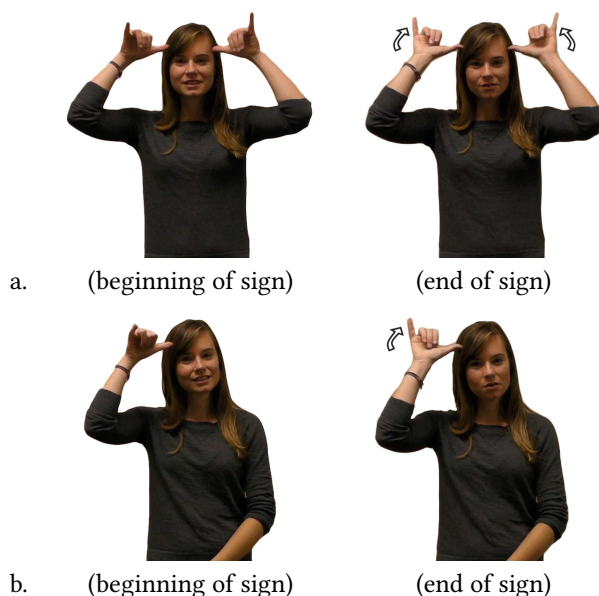 a. (beginning of sign) (end of sign)
b. (beginning of sign) (end of sign)